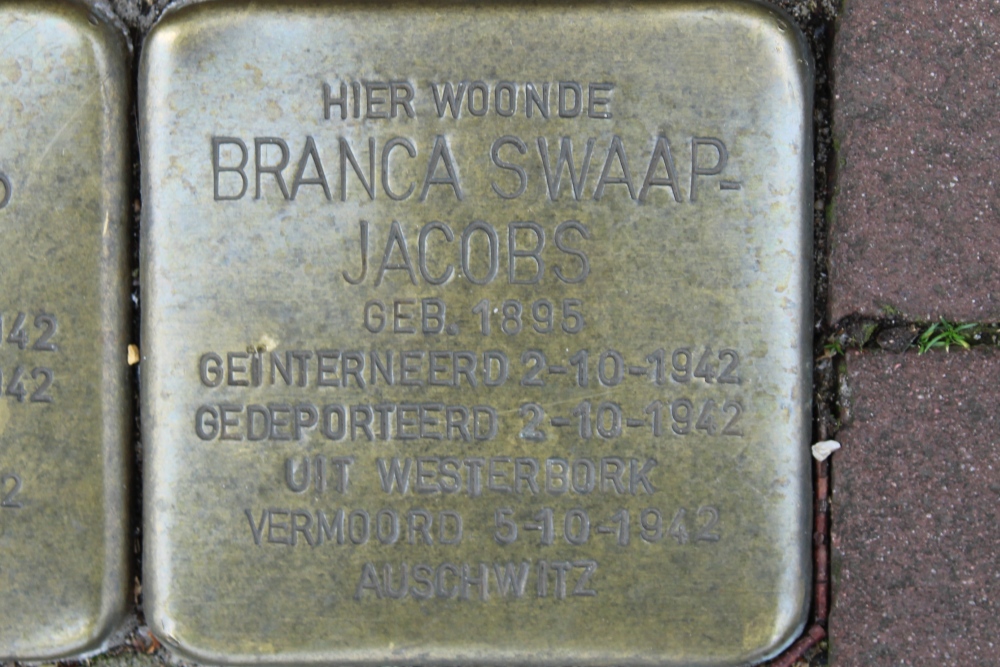 HIER WOONDE
BRANCA SWAAP-
JACOBS
GEB. 1895
GEÏNTERNEERD 2-10-1942
GEDEPORTEERD 2-10-1942
UIT WESTERBORK
VERMOORD 5-10-1942
AUSCHWITZ